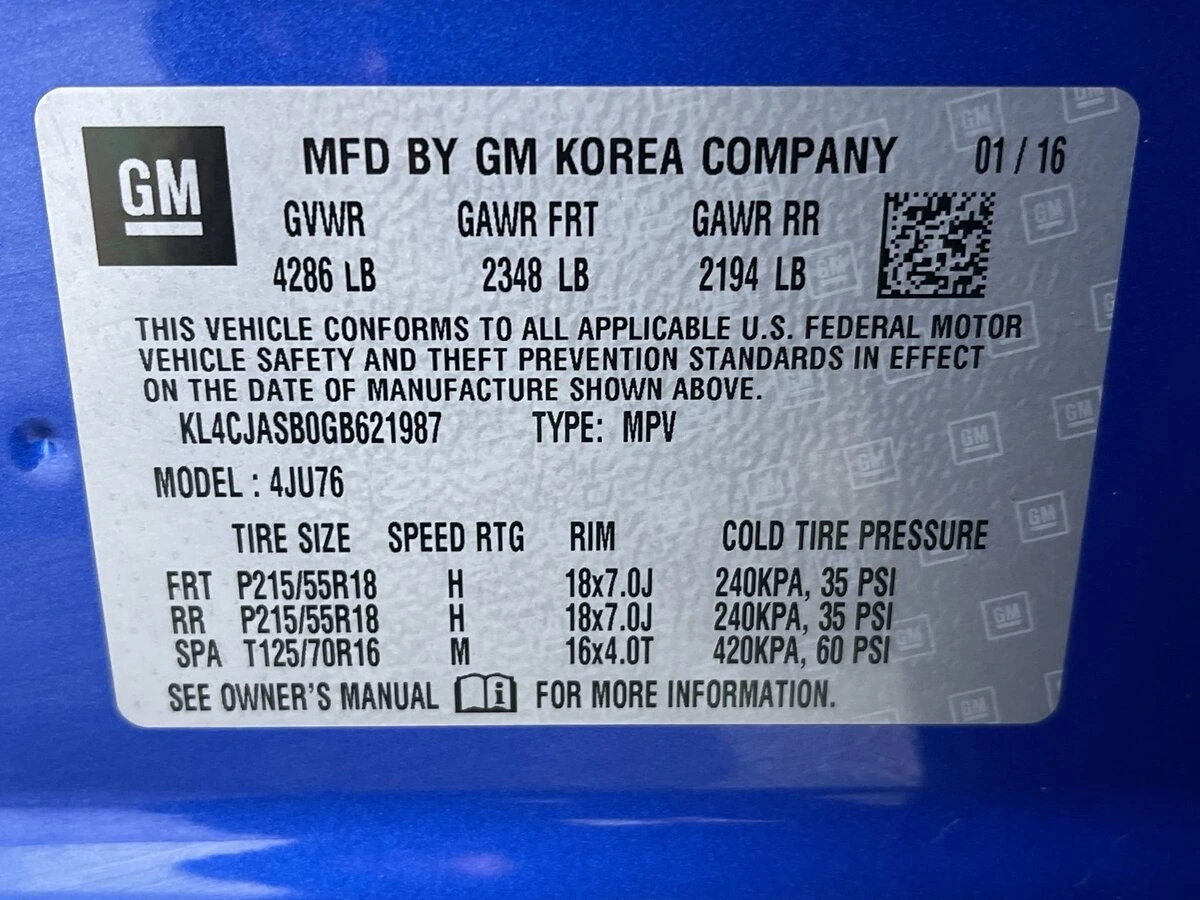 GM
MFD BY GM KOREA COMPANY 01 / 16
GVWR GAWR FRT GAWR RR
4286 LB 2348 LB 2194 LB
THIS VEHICLE CONFORMS TO ALL APPLICABLE U.S. FEDERAL MOTOR
VEHICLE SAFETY AND THEFT PREVENTION STANDARDS IN EFFECT
ON THE DATE OF MANUFACTURE SHOWN ABOVE.
KL4CJASB0GB621987 TYPE: MPV
MODEL : 4JU76
TIRE SIZE SPEED RTG RIM COLD TIRE PRESSURE
FRT P215/55R18 H 18x7.0J 240KPA, 35 PSI
RR P215/55R18 H 18x7.0J 240KPA, 35 PSI
SPA T125/70R16 M 16x4.0T 420KPA, 60 PSI
SEE OWNER'S MANUAL FOR MORE INFORMATION.